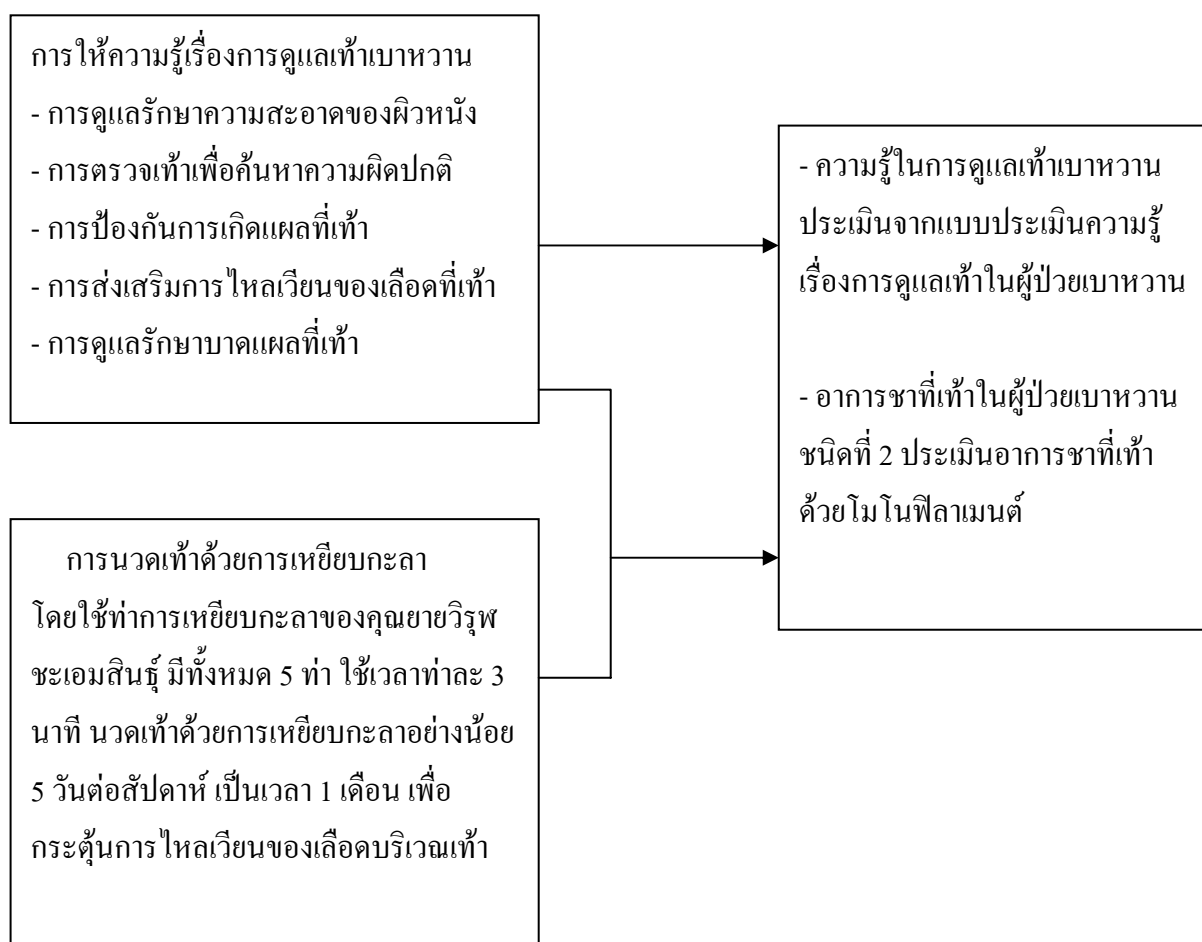 การให้ความรู้เรื่องการดูแลเท้าเบาหวาน
- การดูแลรักษาความสะอาดของผิวหนัง
- การตรวจเท้าเพื่อค้นหาความผิดปกติ
- การป้องกันการเกิดแผลที่เท้า
- การส่งเสริมการไหลเวียนของเลือดที่เท้า
- การดูแลรักษาบาดแผลที่เท้า
การนวดเท้าด้วยการเหยียบกะลา
โดยใช้ท่าการเหยียบกะลาของคุณยายวิรุฬ
ชะเอมสินธุ์ มีทั้งหมด 5 ท่า ใช้เวลาท่าละ 3
นาที นวดเท้าด้วยการเหยียบกะลาอย่างน้อย
5 วันต่อสัปดาห์ เป็นเวลา 1 เดือน เพื่อ
กระตุ้นการไหลเวียนของเลือดบริเวณเท้า
- ความรู้ในการดูแลเท้าเบาหวาน
ประเมินจากแบบประเมินความรู้
เรื่องการดูแลเท้าในผู้ป่วยเบาหวาน
- อาการชาที่เท้าในผู้ป่วยเบาหวาน
ชนิดที่ 2 ประเมินอาการชาที่เท้า
ด้วยโมโนฟิลาเมนต์